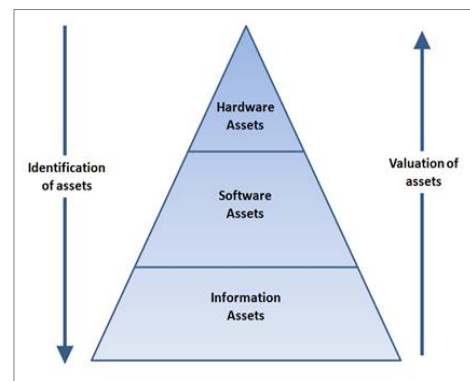 Hardware
Assets
Identification
of assets
Valuation of
assets
Software
Assets
Information
Assets